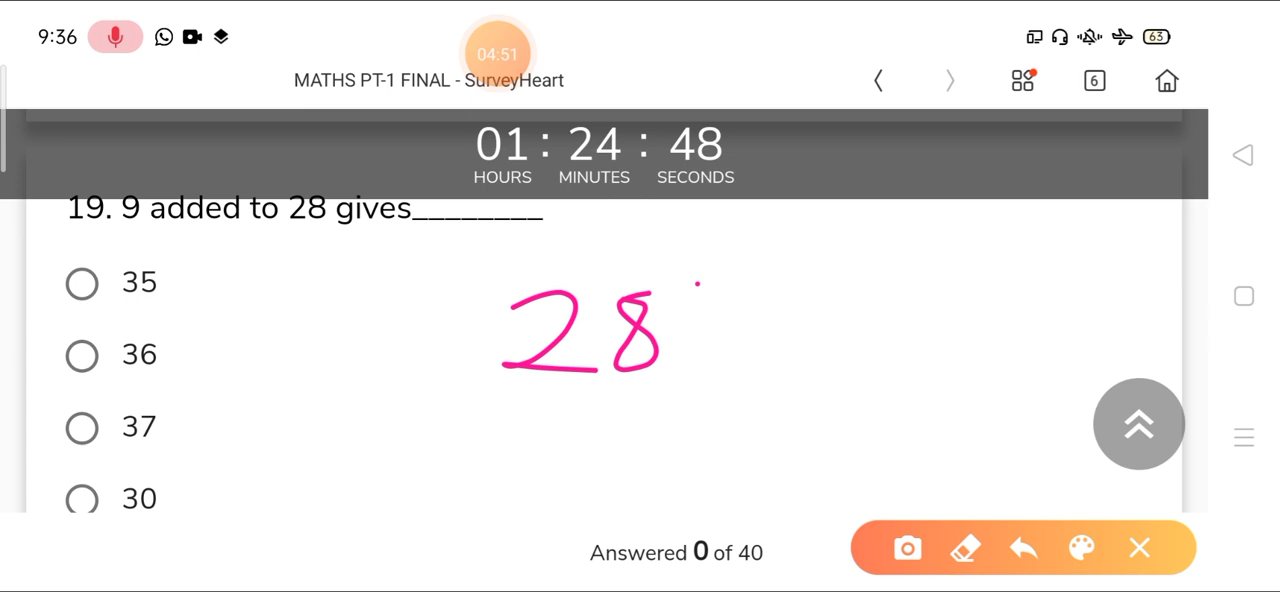 9:36
04:51
63
MATHS PT-1 FINAL - SurveyHeart
6
01 : 24 : 48
HOURS MINUTES SECONDS
19. 9 added to 28 gives________
35
28
36
37
30
Answered 0 of 40